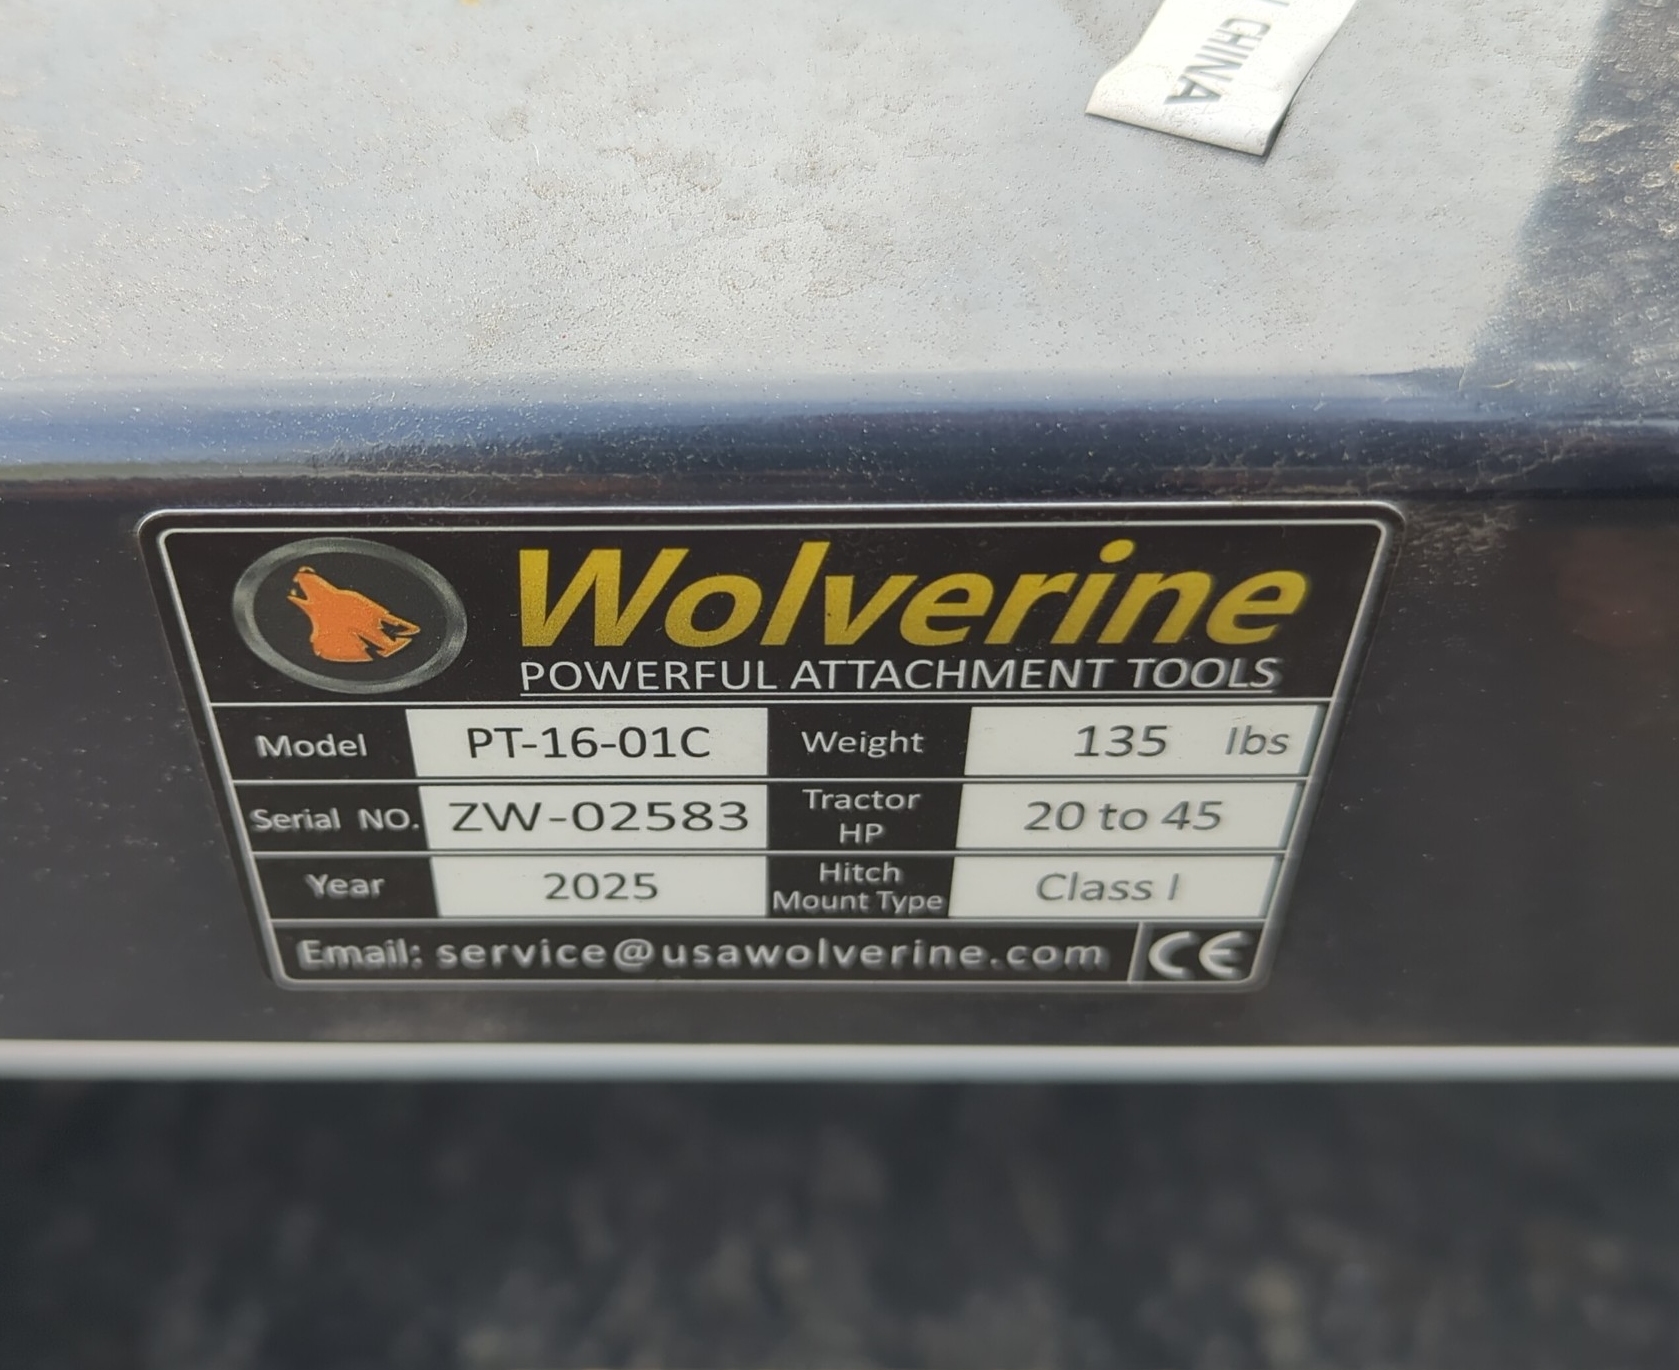 CHINA
Wolverine
POWERFUL ATTACHMENT TOOLS
Model PT-16-01C Weight 135 lbs
Serial NO. ZW-02583 Tractor HP 20 to 45
Year 2025 Hitch Mount Type Class I
Email: service@usawolverine.com CE